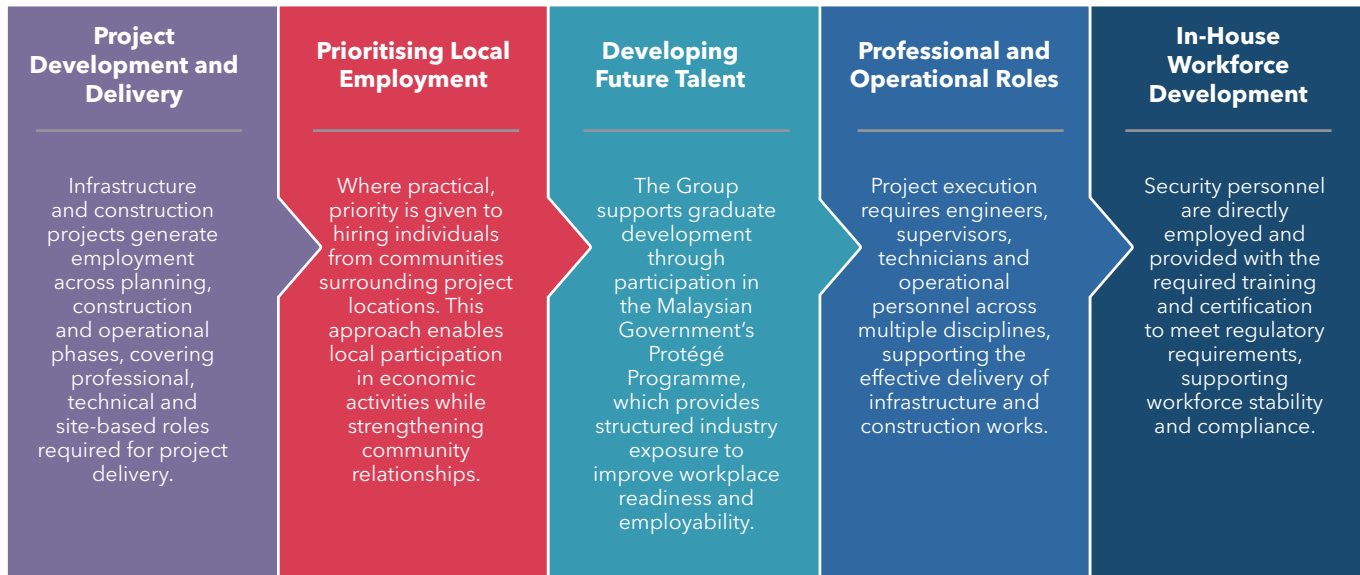 Project
Development and
Delivery
Infrastructure
and construction
projects generate
employment
across planning,
construction
and operational
phases, covering
professional,
technical and
site-based roles
required for project
delivery.
Prioritising Local
Employment
Where practical,
priority is given to
hiring individuals
from communities
surrounding project
locations. This
approach enables
local participation
in economic
activities while
strengthening
community
relationships.
Developing
Future Talent
The Group
supports graduate
development
through
participation in
the Malaysian
Government’s
Protégé
Programme,
which provides
structured industry
exposure to
improve workplace
readiness and
employability.
Professional and
Operational Roles
Project execution
requires engineers,
supervisors,
technicians and
operational
personnel across
multiple disciplines,
supporting the
effective delivery of
infrastructure and
construction works.
In-House
Workforce
Development
Security personnel
are directly
employed and
provided with the
required training
and certification
to meet regulatory
requirements,
supporting
workforce stability
and compliance.